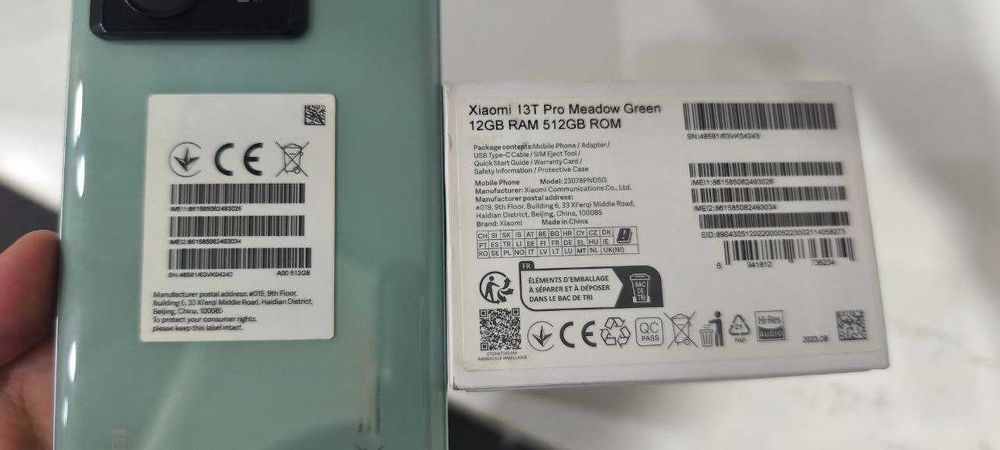 CE
IMEI1:861585062493026
IMEI2:861585062493034
SN:48581/63VK04243
A00 512GB
Manufacturer postal address: #019, 9th Floor,
Building 6, 33 Xi'erqi Middle Road, Haidian District,
Beijing, China, 100085
To protect your consumer rights,
please keep this label intact.
Xiaomi 13T Pro Meadow Green
12GB RAM 512GB ROM
Package contents:Mobile Phone / Adapter /
USB Type-C Cable / SIM Eject Tool /
Quick Start Guide / Warranty Card /
Safety Information / Protective Case
Mobile Phone Model: 23078PND5G
Manufacturer: Xiaomi Communications Co., Ltd.
Manufacturer postal address:
#019, 9th Floor, Building 6, 33 Xi'erqi Middle Road,
Haidian District, Beijing, China, 100085
Brand: Xiaomi Made in China
SN:48581/63VK04243
IMEI1:861585062493026
IMEI2:861585062493034
EID:89043051202200005223002114058273
6 941812 736234
CH SI SK IS AT BE BG HR CY CZ DK
PT ES TR LI EE FI FR DE EL HU IE
RO SE PL NO IT LV LT LU MT NL UK(NI)
FR
ÉLÉMENTS D'EMBALLAGE
À SÉPARER ET À DÉPOSER
DANS LE BAC DE TRI
BAC
DE
TRI
CE
QC
PASS
21
PAP
Hi-Res
AUDIO
2023.08